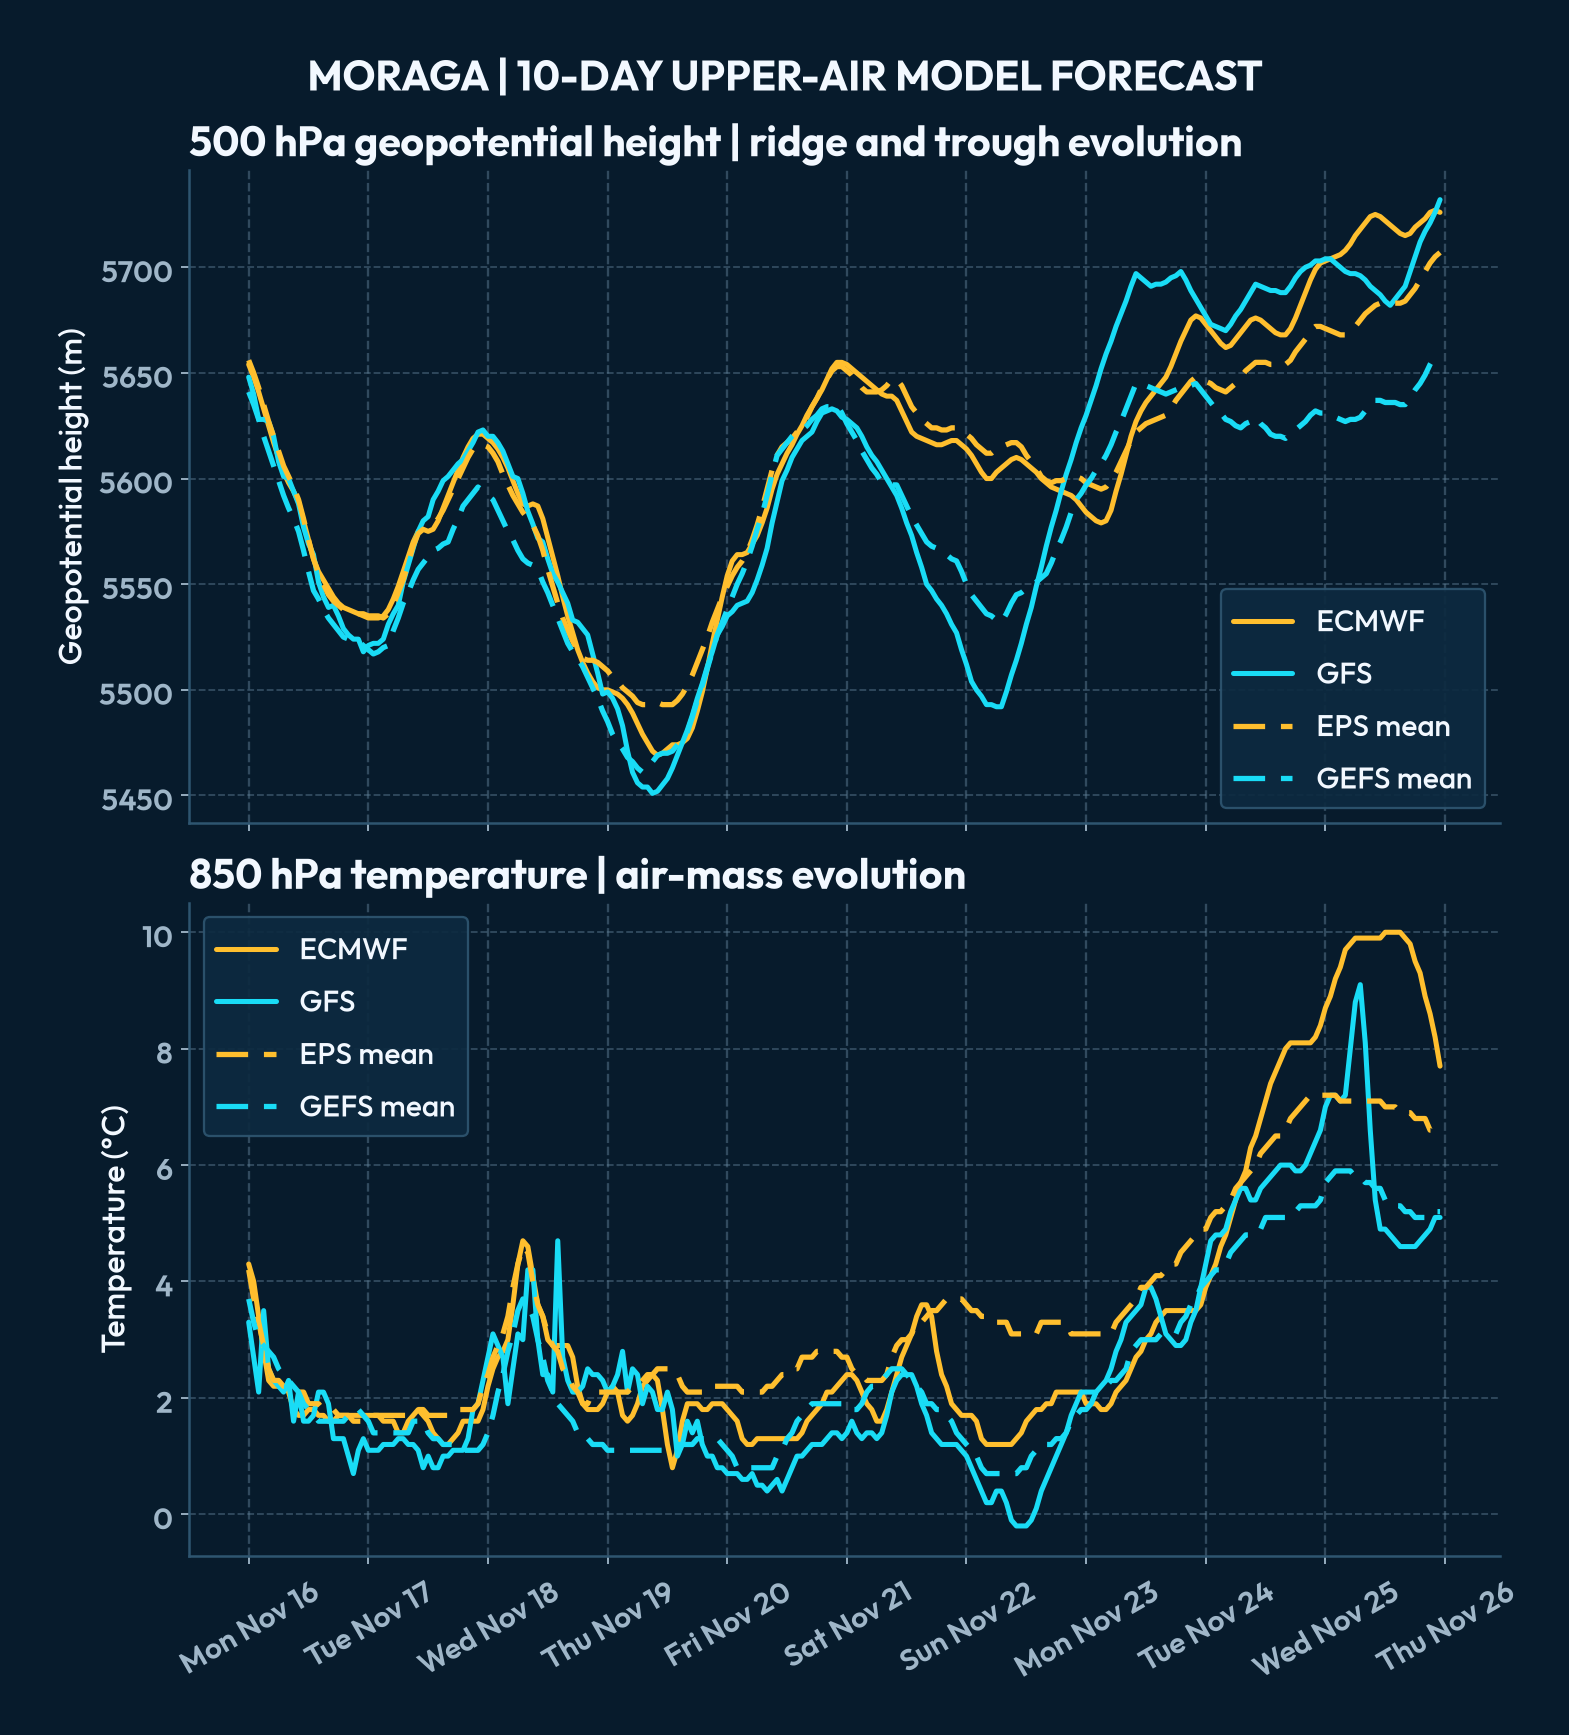 MORAGA | 10-DAY UPPER-AIR MODEL FORECAST
500 hPa geopotential height | ridge and trough evolution
Geopotential height (m)
5700
5650
5600
5550
5500
5450
ECMWF
GFS
EPS mean
GEFS mean
850 hPa temperature | air-mass evolution
Temperature (°C)
10
8
6
4
2
0
ECMWF
GFS
EPS mean
GEFS mean
Mon Nov 16
Tue Nov 17
Wed Nov 18
Thu Nov 19
Fri Nov 20
Sat Nov 21
Sun Nov 22
Mon Nov 23
Tue Nov 24
Wed Nov 25
Thu Nov 26